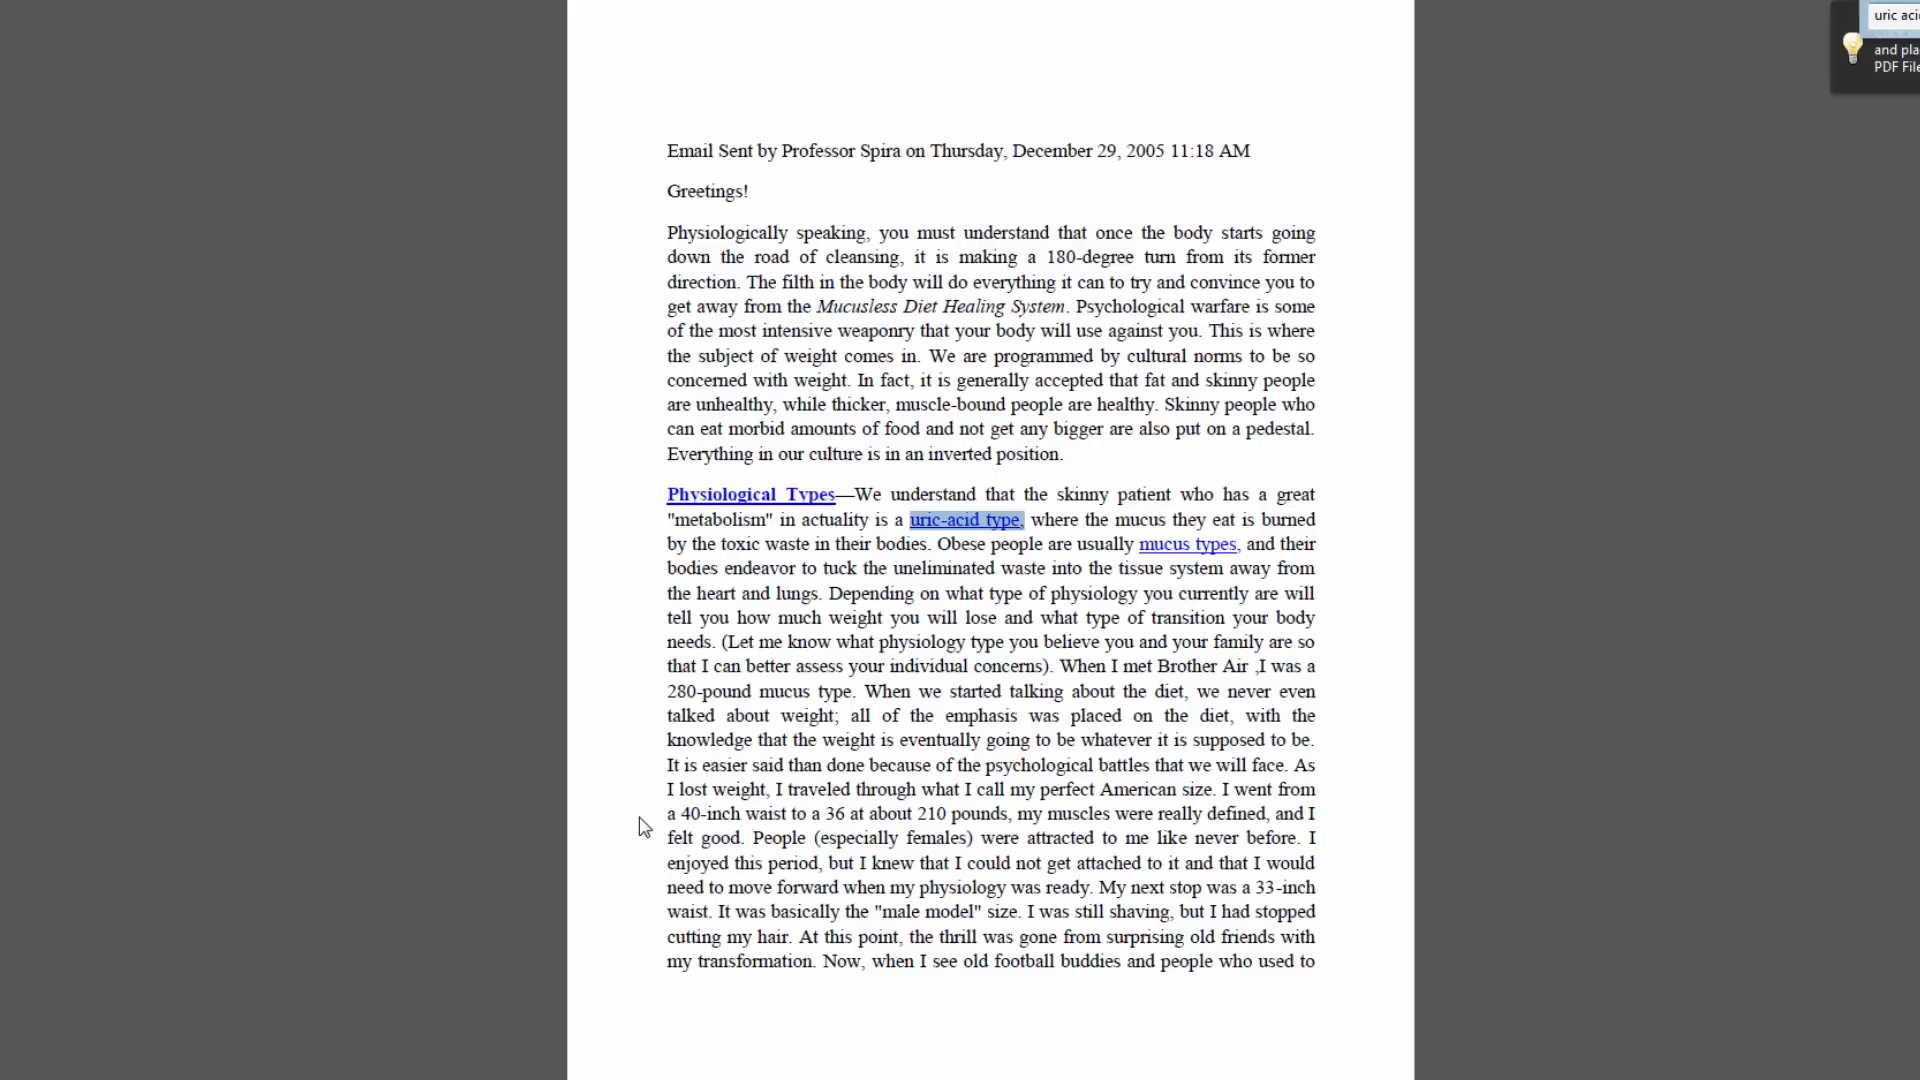 uric
and
PDF
Email Sent by Professor Spira on Thursday, December 29, 2005 11:18 AM
Greetings!
Physiologically speaking, you must understand that once the body starts going
down the road of cleansing, it is making a 180-degree turn from its former
direction. The filth in the body will do everything it can to try and convince you to
get away from the Mucusless Diet Healing System. Psychological warfare is some
of the most intensive weaponry that your body will use against you. This is where
the subject of weight comes in. We are programmed by cultural norms to be so
concerned with weight. In fact, it is generally accepted that fat and skinny people
are unhealthy, while thicker, muscle-bound people are healthy. Skinny people who
can eat morbid amounts of food and not get any bigger are also put on a pedestal.
Everything in our culture is in an inverted position.
Physiological Types—We understand that the skinny patient who has a great
"metabolism" in actuality is a uric-acid type, where the mucus they eat is burned
by the toxic waste in their bodies. Obese people are usually mucus types, and their
bodies endeavor to tuck the uneliminated waste into the tissue system away from
the heart and lungs. Depending on what type of physiology you currently are will
tell you how much weight you will lose and what type of transition your body
needs. (Let me know what physiology type you believe you and your family are so
that I can better assess your individual concerns). When I met Brother Air ,I was a
280-pound mucus type. When we started talking about the diet, we never even
talked about weight; all of the emphasis was placed on the diet, with the
knowledge that the weight is eventually going to be whatever it is supposed to be.
It is easier said than done because of the psychological battles that we will face. As
I lost weight, I traveled through what I call my perfect American size. I went from
a 40-inch waist to a 36 at about 210 pounds, my muscles were really defined, and I
felt good. People (especially females) were attracted to me like never before. I
enjoyed this period, but I knew that I could not get attached to it and that I would
need to move forward when my physiology was ready. My next stop was a 33-inch
waist. It was basically the "male model" size. I was still shaving, but I had stopped
cutting my hair. At this point, the thrill was gone from surprising old friends with
my transformation. Now, when I see old football buddies and people who used to